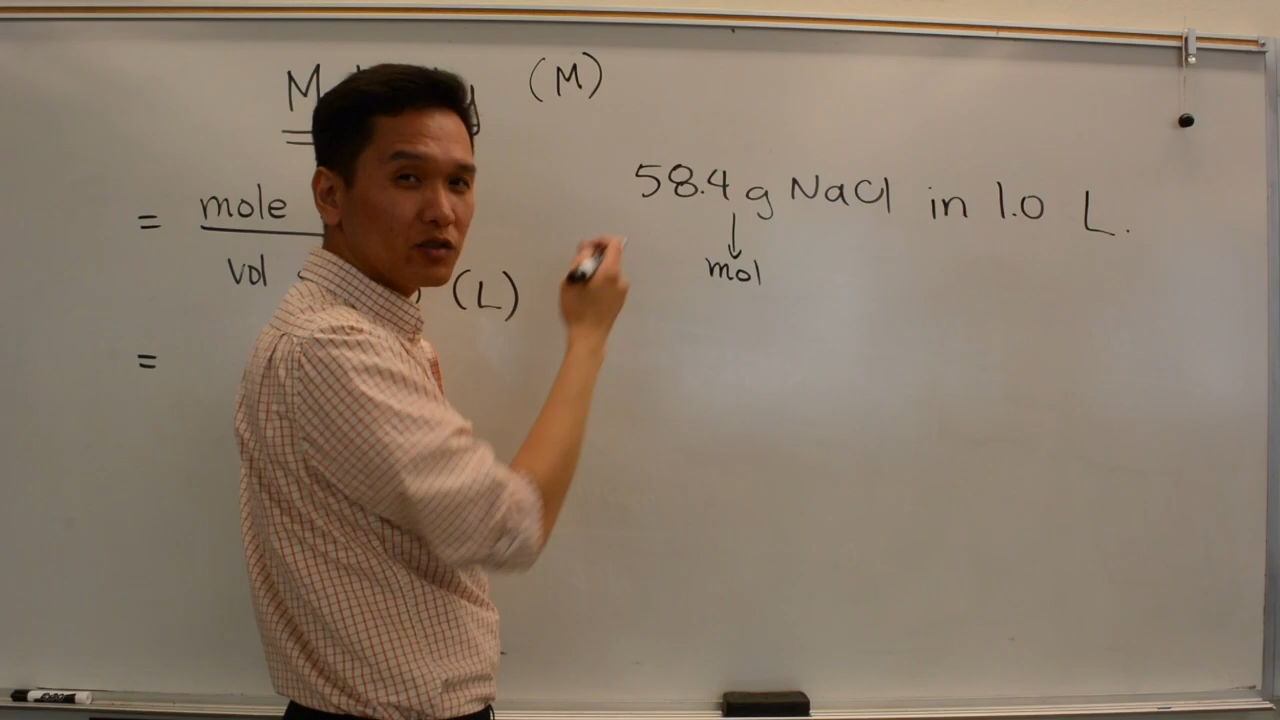 (M)
= mole
vol (L)
=
58.4 g NaCl in 1.0 L.
↓
mol